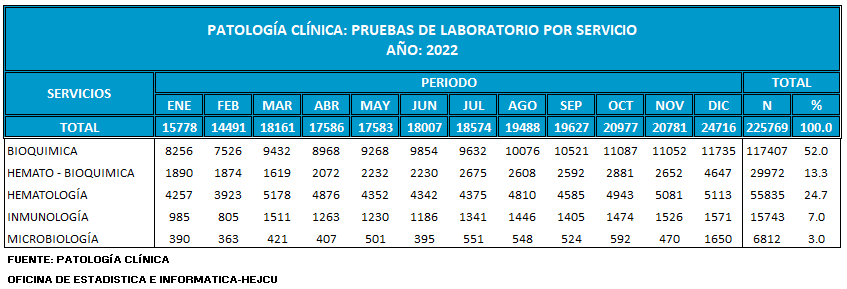 PATOLOGÍA CLÍNICA: PRUEBAS DE LABORATORIO POR SERVICIO
AÑO: 2022
SERVICIOS PERIODO TOTAL
ENE FEB MAR ABR MAY JUN JUL AGO SEP OCT NOV DIC N %
TOTAL 15778 14491 18161 17586 17583 18007 18574 19488 19627 20977 20781 24716 225769 100.0
BIOQUIMICA 8256 7526 9432 8968 9268 9854 9632 10076 10521 11087 11052 11735 117407 52.0
HEMATO - BIOQUIMICA 1890 1874 1619 2072 2232 2230 2675 2608 2592 2881 2652 4647 29972 13.3
HEMATOLOGÍA 4257 3923 5178 4876 4352 4342 4375 4810 4585 4943 5081 5113 55835 24.7
INMUNOLOGÍA 985 805 1511 1263 1230 1186 1341 1446 1405 1474 1526 1571 15743 7.0
MICROBIOLOGÍA 390 363 421 407 501 395 551 548 524 592 470 1650 6812 3.0
FUENTE: PATOLOGÍA CLÍNICA
OFICINA DE ESTADISTICA E INFORMATICA-HEJCU